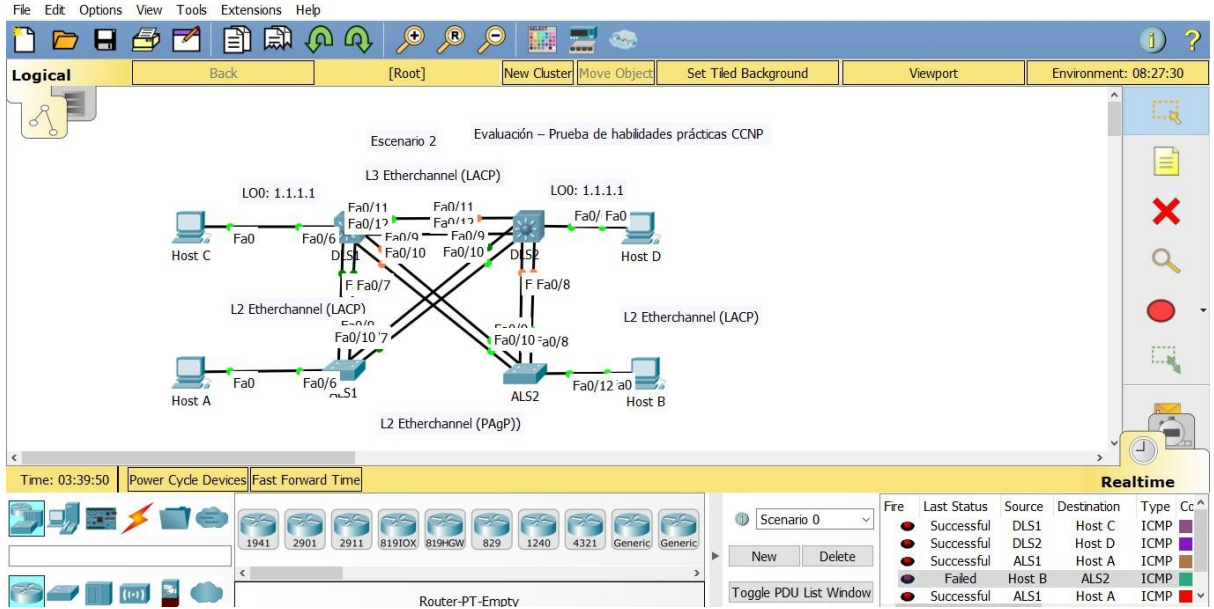 File Edit Options View Tools Extensions Help
Logical
Back
[Root]
New Cluster
Move Object
Set Tiled Background
Viewport
Environment: 08:27:30
Escenario 2
Evaluación – Prueba de habilidades prácticas CCNP
L3 Etherchannel (LACP)
LO0: 1.1.1.1
LO0: 1.1.1.1
Fa0/11
Fa0/11
Fa0/12
Fa0/12
Fa0/ Fa0
Fa0
Fa0/6
Fa0/9
Fa0/9
Host C
DLS1
Fa0/10
Fa0/10
DLS2
Host D
F Fa0/7
F Fa0/8
L2 Etherchannel (LACP)
L2 Etherchannel (LACP)
Fa0/10
Fa0/10
Fa0/8
Fa0
Fa0/6
Fa0/12
Host A
ALS1
ALS2
Host B
L2 Etherchannel (PAgP))
Time: 03:39:50
Power Cycle Devices
Fast Forward Time
Realtime
1941
2901
2911
819IOX
819HGW
829
1240
4321
Generic
Generic
Router-PT-Empty
Scenario 0
New
Delete
Toggle PDU List Window
Fire Last Status Source Destination Type
Successful DLS1 Host C ICMP
Successful DLS2 Host D ICMP
Successful ALS1 Host A ICMP
Failed Host B ALS2 ICMP
Successful ALS1 Host A ICMP